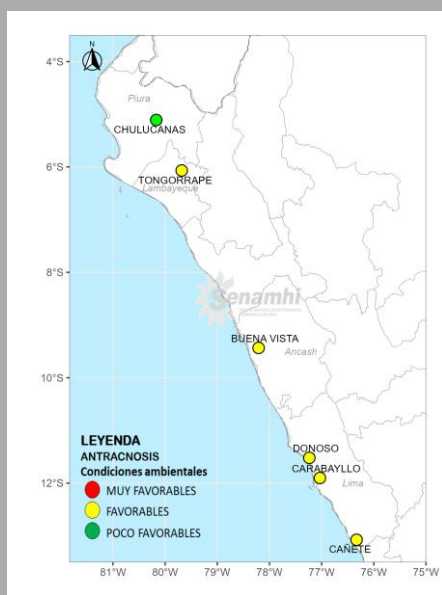 N
4°S
Piura
CHULUCANAS
6°S
TONGORRAPE
Lambayeque
8°S
Senamhi
BUENA VISTA
Ancash
10°S
DONOSO
CARABAYLLO
Lima
12°S
CAÑETE
LEYENDA
ANTRACNOSIS
Condiciones ambientales
MUY FAVORABLES
FAVORABLES
POCO FAVORABLES
81°W 80°W 79°W 78°W 77°W 76°W 75°W